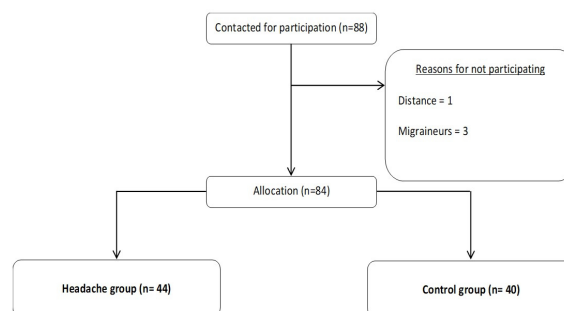 Contacted for participation (n=88)
Reasons for not participating
Distance = 1
Migraineurs = 3
Allocation (n=84)
Headache group (n= 44)
Control group (n= 40)